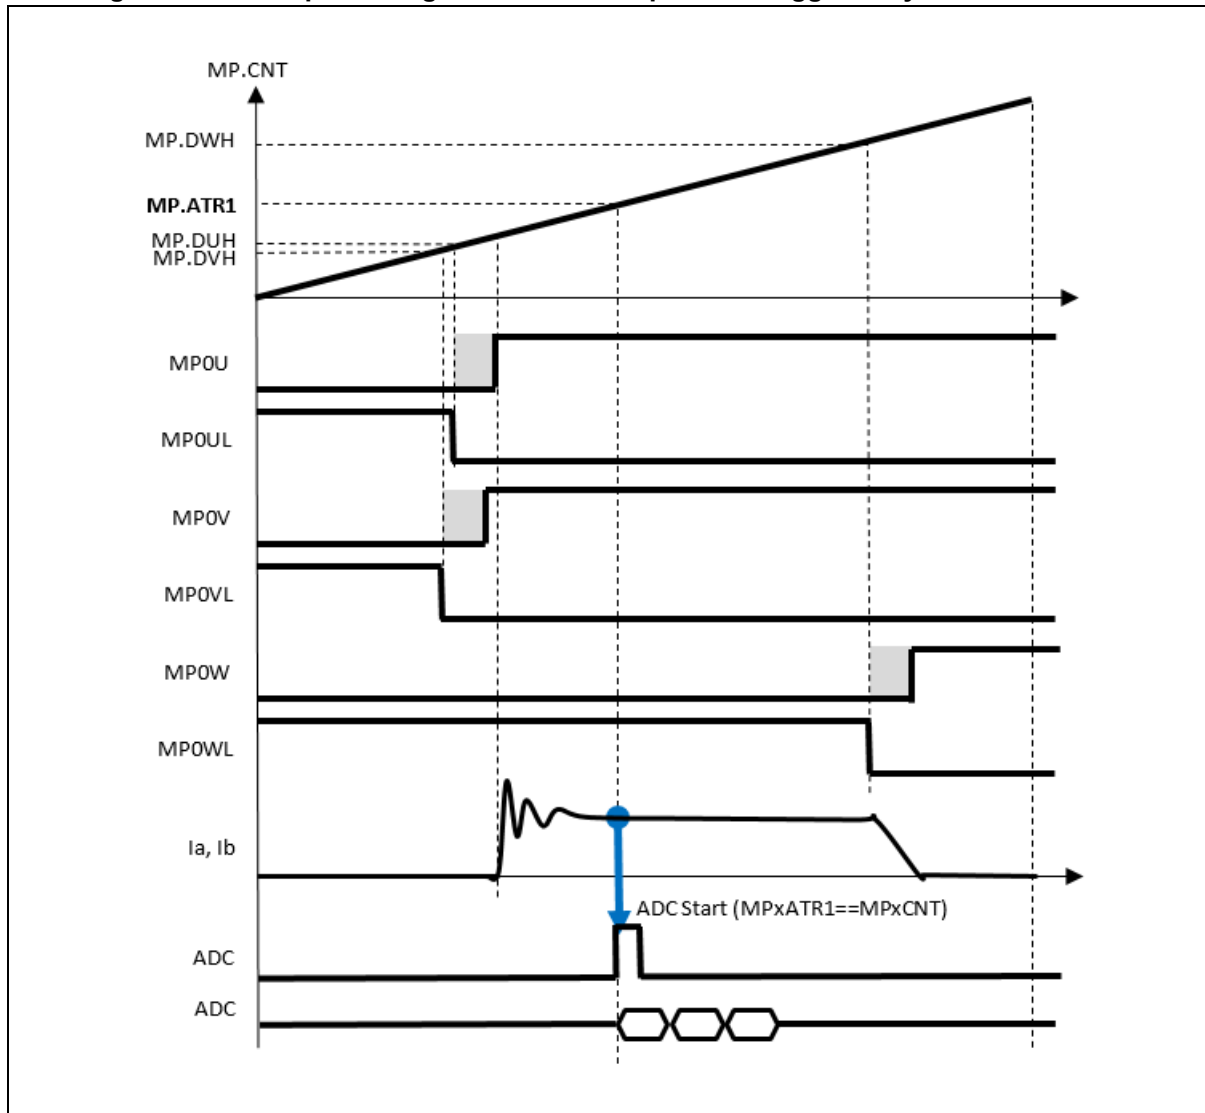 MP.CNT
MP.DWH
MP.ATR1
MP.DUH
MP.DVH
MP0U
MP0UL
MP0V
MP0VL
MP0W
MP0WL
Ia, Ib
ADC Start (MPxATR1==MPxCNT)
ADC
ADC